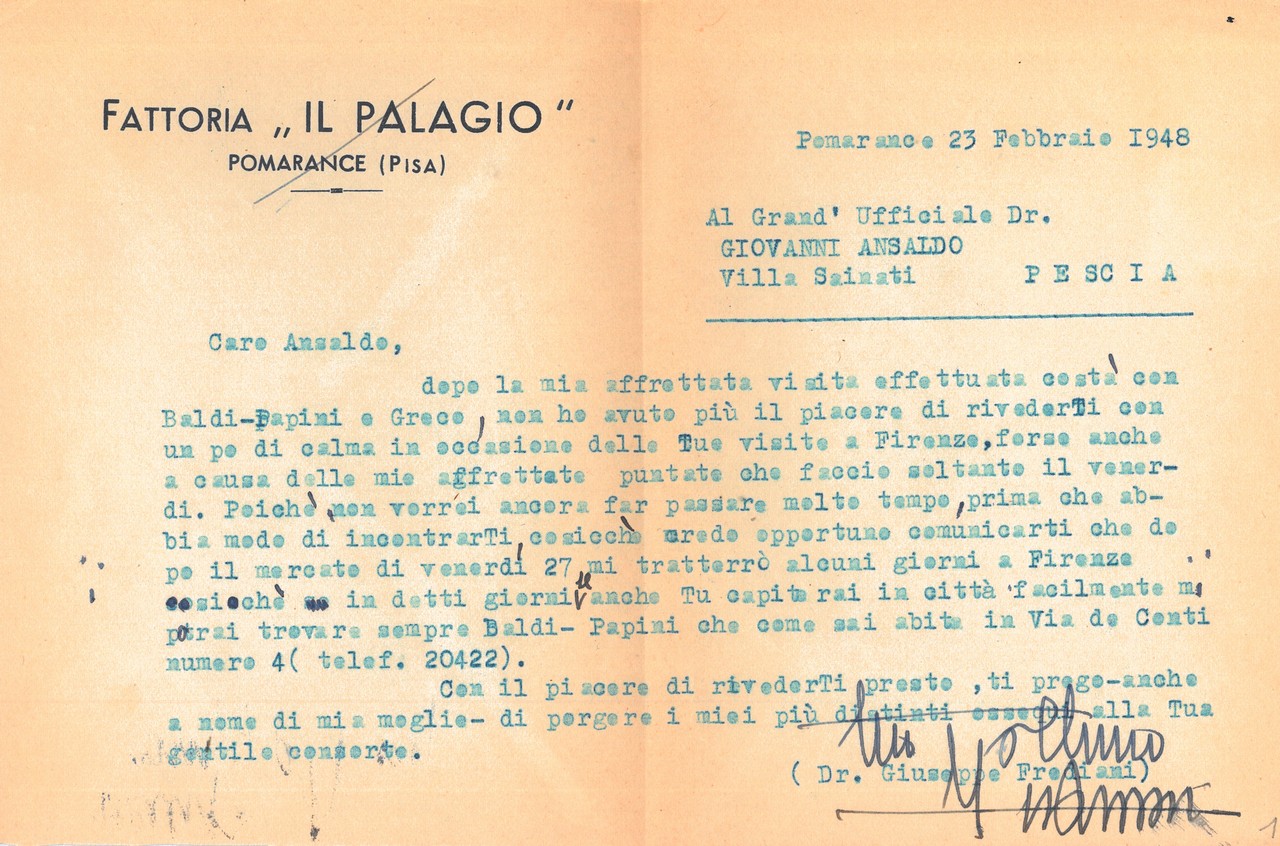 FATTORIA „ IL PALAGIO "
POMARANCE (PISA)
Pomarance 23 Febbraio 1948
Al Grand' Ufficiale Dr.
GIOVANNI ANSALDO
Villa Sainati P E S C I A
Caro Ansaldo,
dopo la mia affrettata visita effettuata costà con
Baldi-Papini e Greco, non ho avuto più il piacere di rivederTi con
un po di calma in occasione delle Tue visite a Firenze,forse anche
a causa delle mie affrettate puntate che faccio soltanto il vener-
di. Poichè non vorrei ancora far passare molto tempo,prima che ab-
bia modo di incontrarTi,cosicchè credo opportuno comunicarti che do
po il mercato di venerdi 27,mi tratterrò alcuni giorni a Firenze
cosicchè se in detti giorni anche Tu capiterai in città facilmente mi
potrai trovare sempre Baldi- Papini che come sai abita in Via de Conti
numero 4( telef. 20422).
Con il piacere di rivederTi presto ,ti prego-anche
a nome di mia moglie- di porgere i miei più distinti ossequi alla Tua
gentile consorte.
tuo
( Dr. Giuseppe Frediani)
1